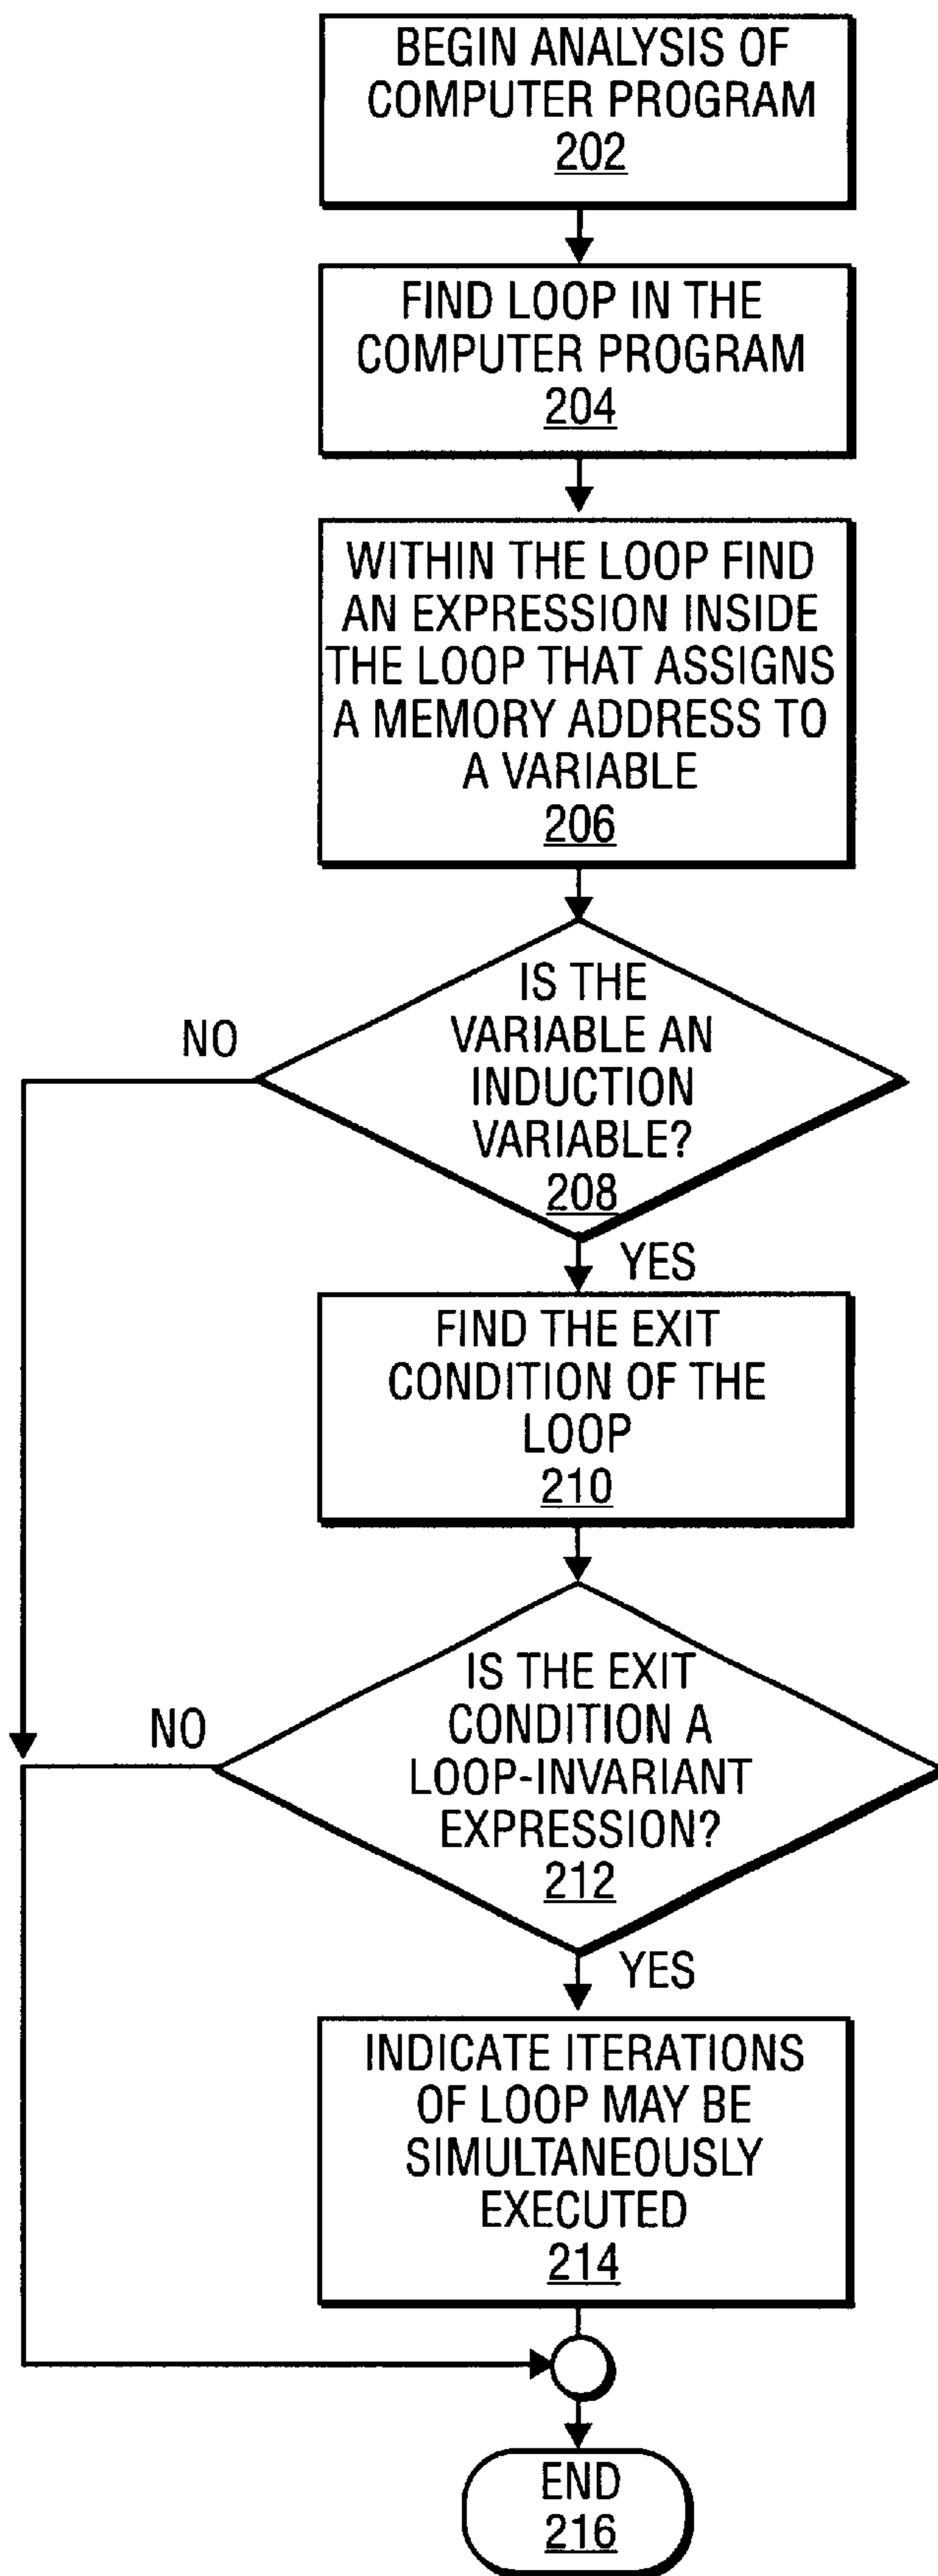 BEGIN ANALYSIS OF
COMPUTER PROGRAM
202
FIND LOOP IN THE
COMPUTER PROGRAM
204
WITHIN THE LOOP FIND
AN EXPRESSION INSIDE
THE LOOP THAT ASSIGNS
A MEMORY ADDRESS TO
A VARIABLE
206
IS THE
VARIABLE AN
INDUCTION
VARIABLE?
208
NO
YES
FIND THE EXIT
CONDITION OF THE
LOOP
210
IS THE EXIT
CONDITION A
LOOP-INVARIANT
EXPRESSION?
212
NO
YES
INDICATE ITERATIONS
OF LOOP MAY BE
SIMULTANEOUSLY
EXECUTED
214
END
216